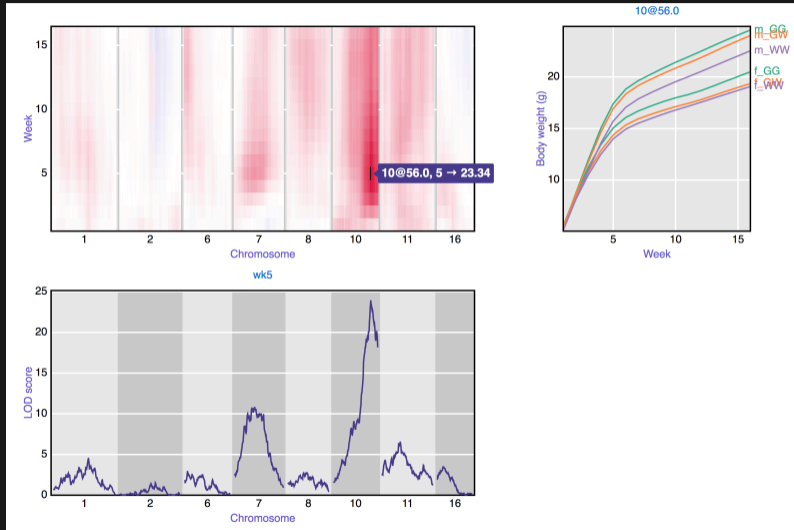 15
10
5
Week
10@56.0, 5 → 23.34
1 2 6 7 8 10 11 16
Chromosome
10@56.0
20
15
10
Body weight (g)
m_GG
m_GW
m_WW
f_GG
f_GW
f_WW
5 10 15
Week
wk5
25
20
15
10
5
0
LOD score
1 2 6 7 8 10 11 16
Chromosome